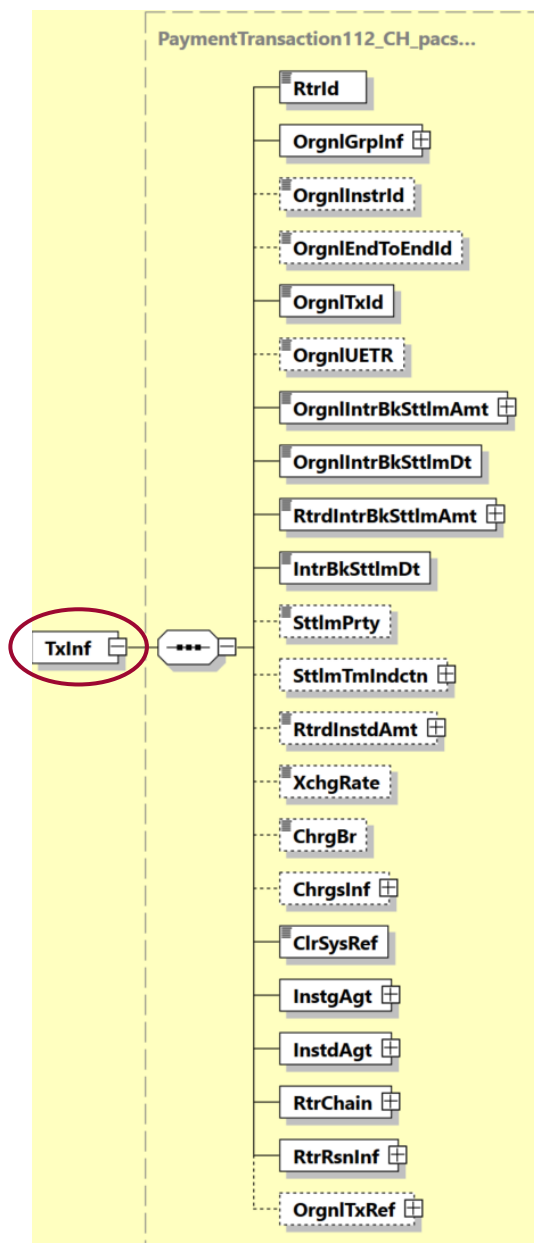 PaymentTransaction112_CH_pacs...
RtrId
OrgnlGrpInf
OrgnlInstrId
OrgnlEndToEndId
OrgnlTxId
OrgnlUETR
OrgnlIntrBkSttlmAmt
OrgnlIntrBkSttlmDt
RtrdIntrBkSttlmAmt
IntrBkSttlmDt
TxInf
SttlmPrty
SttlmTmIndctn
RtrdInstdAmt
XchgRate
ChrgBr
ChrgsInf
ClrSysRef
InstgAgt
InstdAgt
RtrChain
RtrRsnInf
OrgnlTxRef